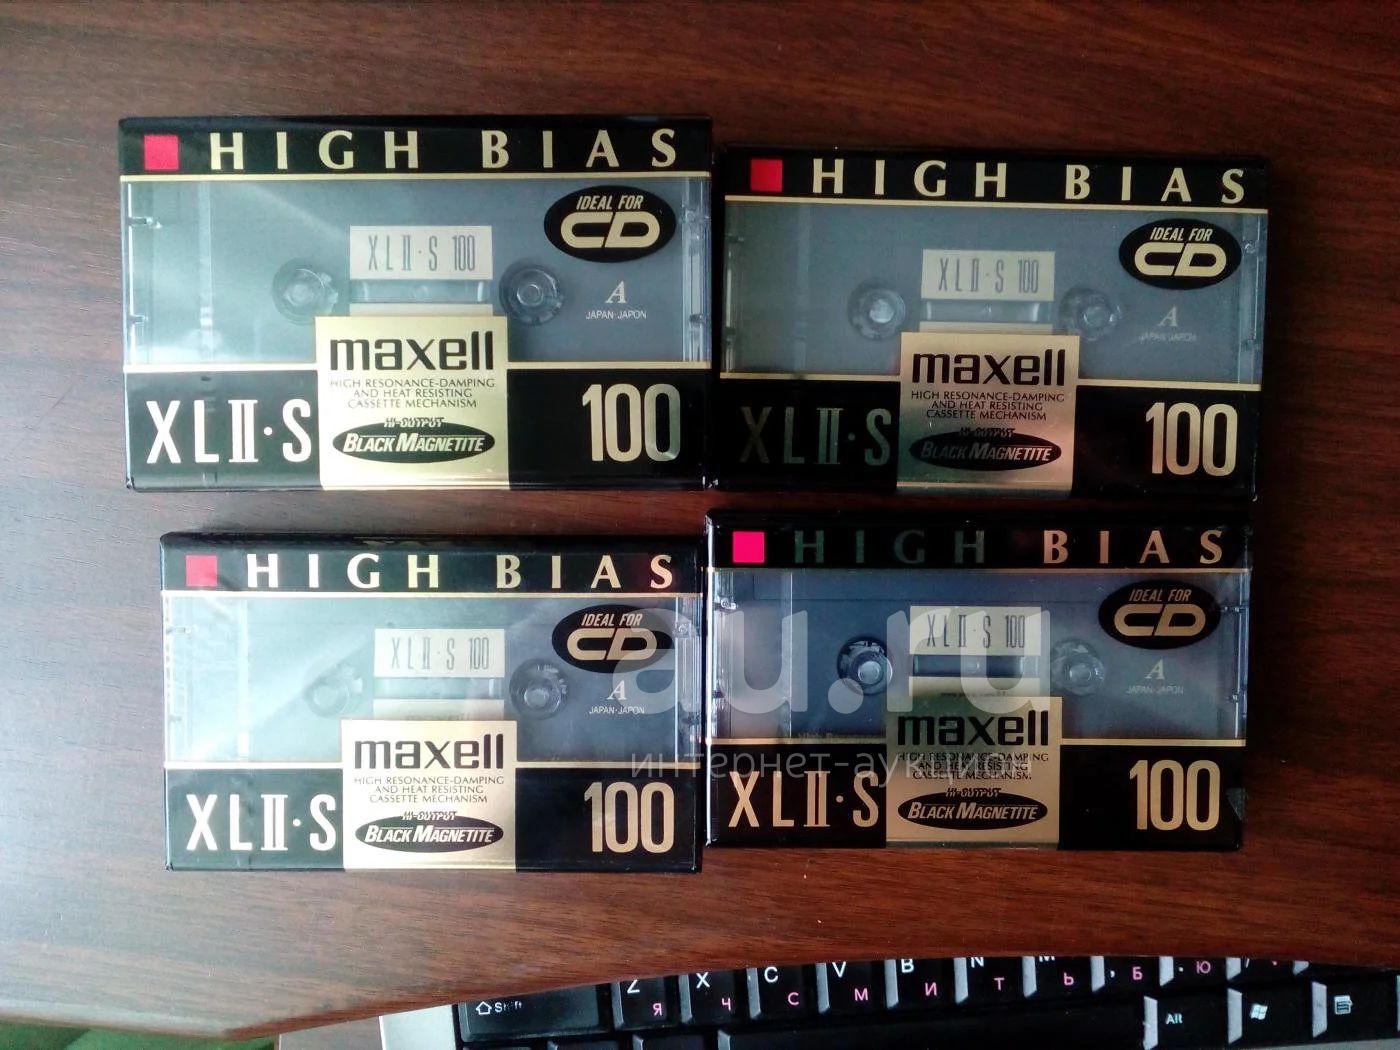 HIGH BIAS
IDEAL FOR
CD
XLII·S 100
A
JAPAN·JAPON
maxell
HIGH RESONANCE-DAMPING
AND HEAT RESISTING
CASSETTE MECHANISM
HI-OUTPUT
BLACK MAGNETITE
XLII·S
100
HIGH BIAS
IDEAL FOR
CD
XLII·S 100
A
JAPAN·JAPON
maxell
HIGH RESONANCE-DAMPING
AND HEAT RESISTING
CASSETTE MECHANISM
HI-OUTPUT
BLACK MAGNETITE
XLII·S
100
HIGH BIAS
IDEAL FOR
CD
XLII·S 100
A
JAPAN·JAPON
maxell
HIGH RESONANCE-DAMPING
AND HEAT RESISTING
CASSETTE MECHANISM
HI-OUTPUT
BLACK MAGNETITE
XLII·S
100
HIGH BIAS
IDEAL FOR
CD
XLII·S 100
A
JAPAN·JAPON
maxell
HIGH RESONANCE-DAMPING
AND HEAT RESISTING
CASSETTE MECHANISM
HI-OUTPUT
BLACK MAGNETITE
XLII·S
100
au.ru
Z X C V B N M
Я Ч С М И Т Ь Б Ю
Shift
Alt